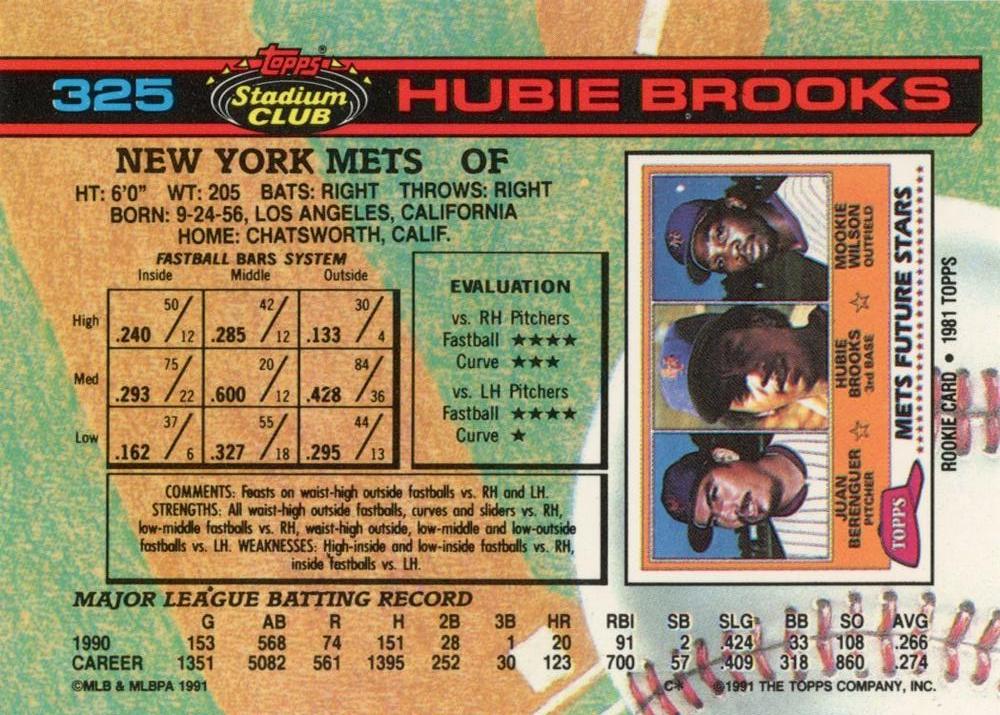 325
Topps®
Stadium
CLUB
HUBIE BROOKS
NEW YORK METS OF
HT: 6'0" WT: 205 BATS: RIGHT THROWS: RIGHT
BORN: 9-24-56, LOS ANGELES, CALIFORNIA
HOME: CHATSWORTH, CALIF.
FASTBALL BARS SYSTEM
Inside Middle Outside
High .240 50/12 .285 42/12 .133 30/4
Med .293 75/22 .600 20/12 .428 84/36
Low .162 37/6 .327 55/18 .295 44/13
EVALUATION
vs. RH Pitchers
Fastball ★★★★
Curve ★★★
vs. LH Pitchers
Fastball ★★★★
Curve ★
COMMENTS: Feasts on waist-high outside fastballs vs. RH and LH.
STRENGTHS: All waist-high outside fastballs, curves and sliders vs. RH,
low-middle fastballs vs. RH, waist-high outside, low-middle and low-outside
fastballs vs. LH. WEAKNESSES: High-inside and low-inside fastballs vs. RH,
inside fastballs vs. LH.
JUAN
BERENGUER
PITCHER
☆
HUBIE
BROOKS
3rd BASE
☆
MOOKIE
WILSON
OUTFIELD
TOPPS
METS FUTURE STARS
ROOKIE CARD • 1981 TOPPS
MAJOR LEAGUE BATTING RECORD
G AB R H 2B 3B HR RBI SB SLG BB SO AVG
1990 153 568 74 151 28 1 20 91 2 .424 33 108 .266
CAREER 1351 5082 561 1395 252 30 123 700 57 .409 318 860 .274
©MLB & MLBPA 1991 C* ©1991 THE TOPPS COMPANY, INC.